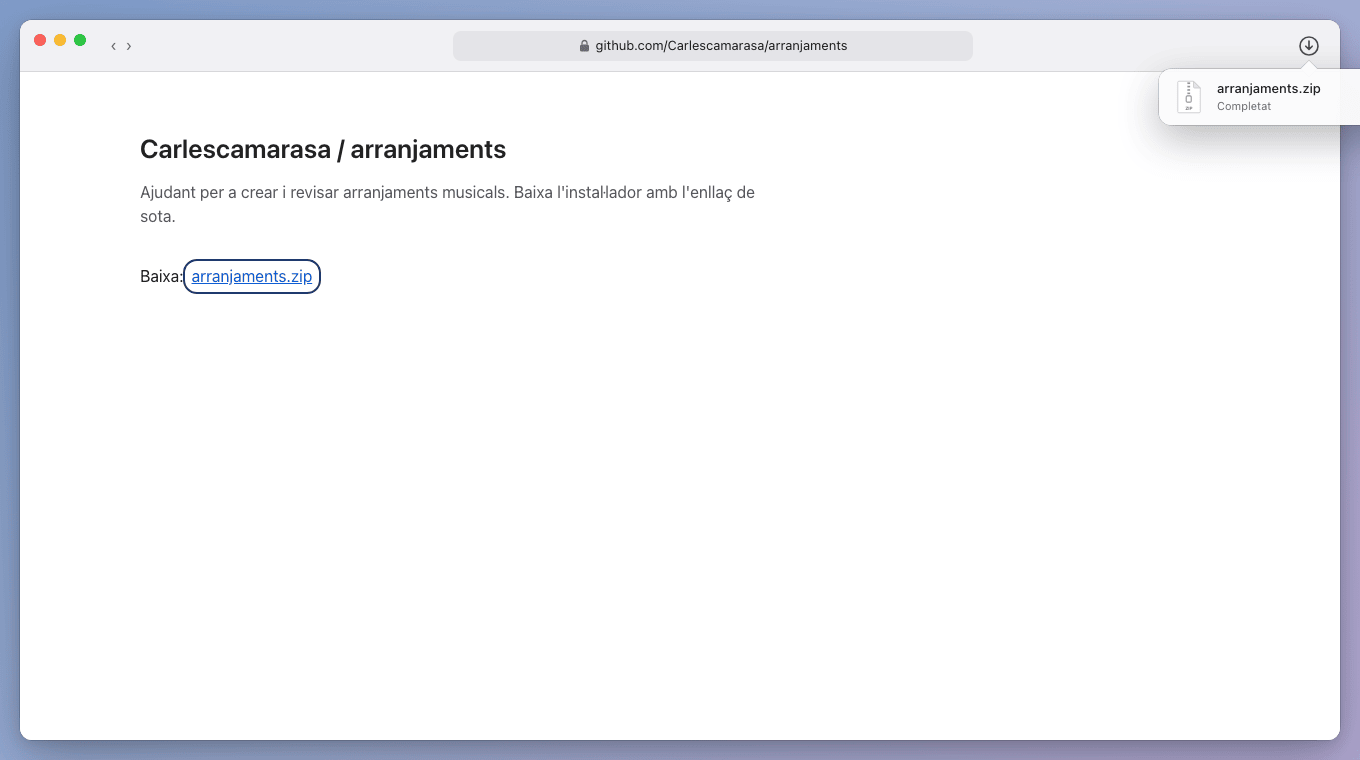 github.com/Carlescamarasa/arranjaments
arranjaments.zip
Completat
ZIP
Carlescamarasa / arranjaments
Ajudant per a crear i revisar arranjaments musicals. Baixa l'instal·lador amb l'enllaç de
sota.
Baixa: arranjaments.zip